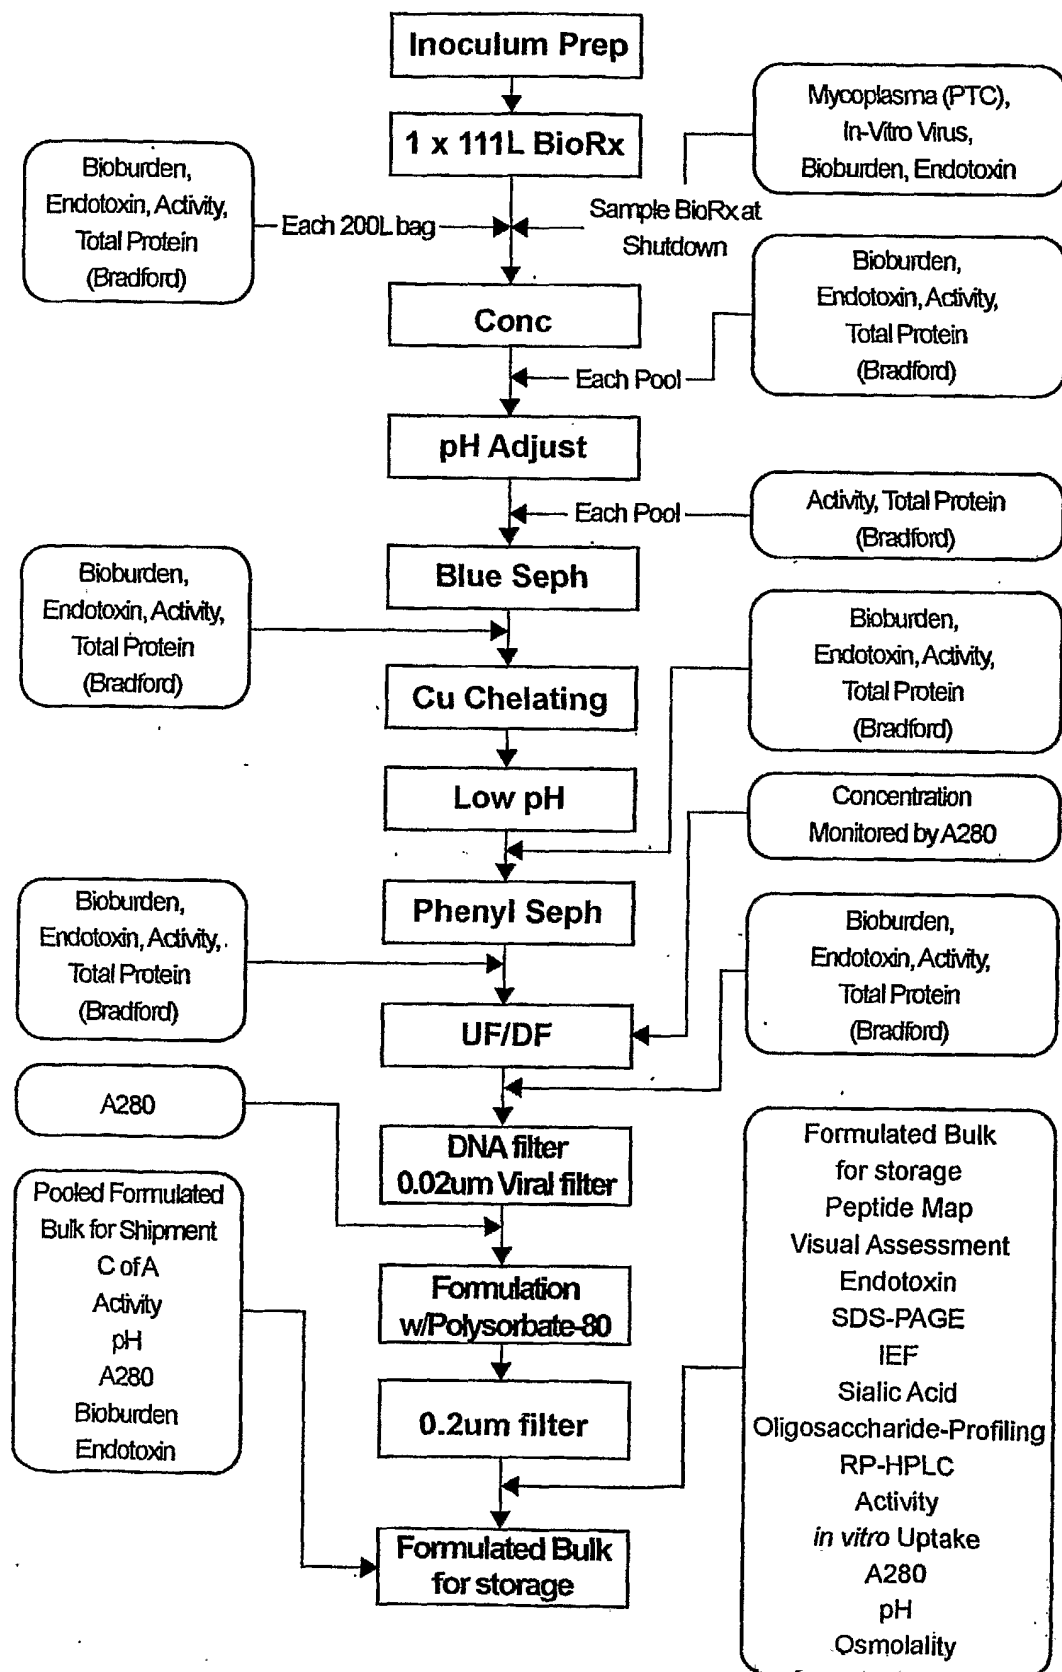 Inoculum Prep
1 x 111L BioRx
Mycoplasma (PTC),
In-Vitro Virus,
Bioburden, Endotoxin
Bioburden,
Endotoxin, Activity,
Total Protein
(Bradford)
Each 200L bag
Sample BioRx at
Shutdown
Conc
Bioburden,
Endotoxin, Activity,
Total Protein
(Bradford)
Each Pool
pH Adjust
Each Pool
Activity, Total Protein
(Bradford)
Blue Seph
Bioburden,
Endotoxin, Activity,
Total Protein
(Bradford)
Cu Chelating
Bioburden,
Endotoxin, Activity,
Total Protein
(Bradford)
Low pH
Concentration
Monitored by A280
Phenyl Seph
Bioburden,
Endotoxin, Activity,
Total Protein
(Bradford)
Bioburden,
Endotoxin, Activity,
Total Protein
(Bradford)
UF/DF
A280
DNA filter
0.02um Viral filter
Pooled Formulated
Bulk for Shipment
C of A
Activity
pH
A280
Bioburden
Endotoxin
Formulation
w/Polysorbate-80
0.2um filter
Formulated Bulk
for storage
Peptide Map
Visual Assessment
Endotoxin
SDS-PAGE
IEF
Sialic Acid
Oligosaccharide-Profiling
RP-HPLC
Activity
in vitro Uptake
A280
pH
Osmolality
Formulated Bulk
for storage